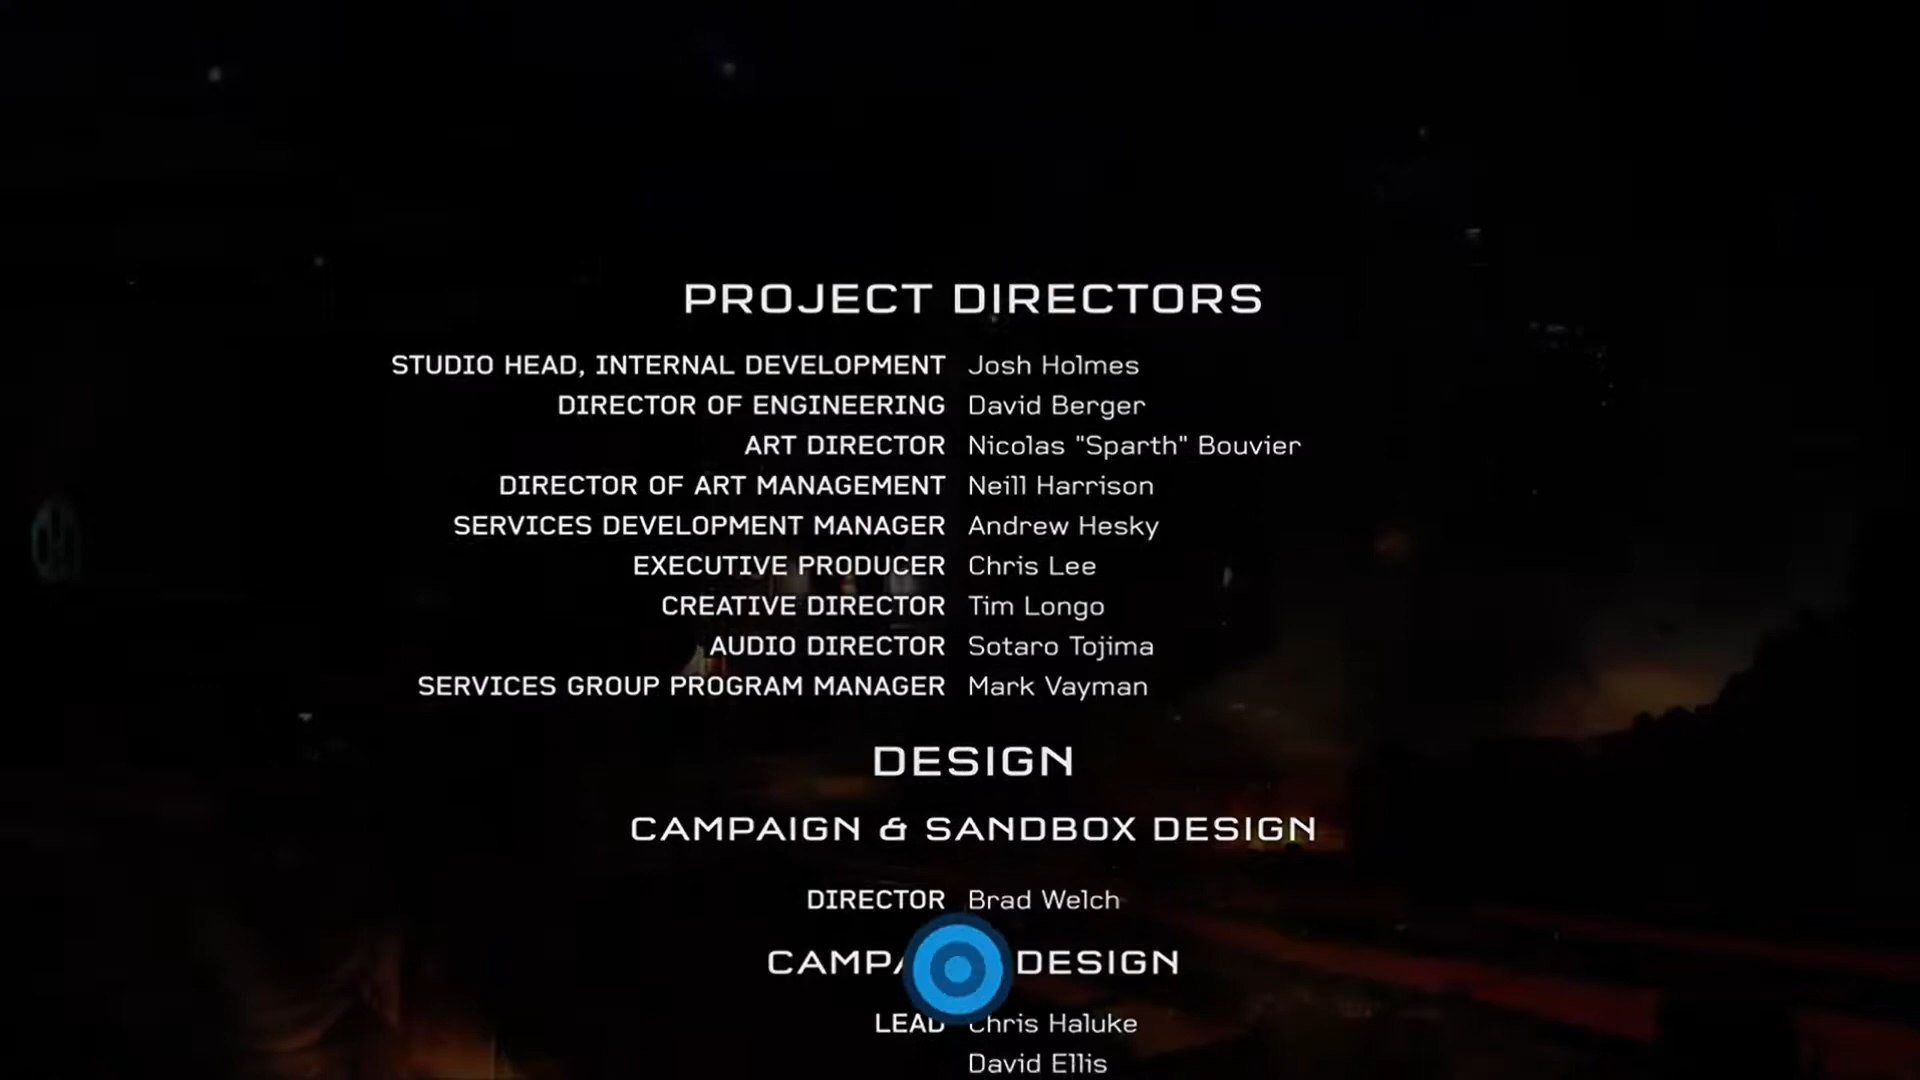 PROJECT DIRECTORS
STUDIO HEAD, INTERNAL DEVELOPMENT Josh Holmes
DIRECTOR OF ENGINEERING David Berger
ART DIRECTOR Nicolas "Sparth" Bouvier
DIRECTOR OF ART MANAGEMENT Neill Harrison
SERVICES DEVELOPMENT MANAGER Andrew Hesky
EXECUTIVE PRODUCER Chris Lee
CREATIVE DIRECTOR Tim Longo
AUDIO DIRECTOR Sotaro Tojima
SERVICES GROUP PROGRAM MANAGER Mark Vayman
DESIGN
CAMPAIGN & SANDBOX DESIGN
DIRECTOR Brad Welch
DESIGN
LEAD Chris Haluke
David Ellis